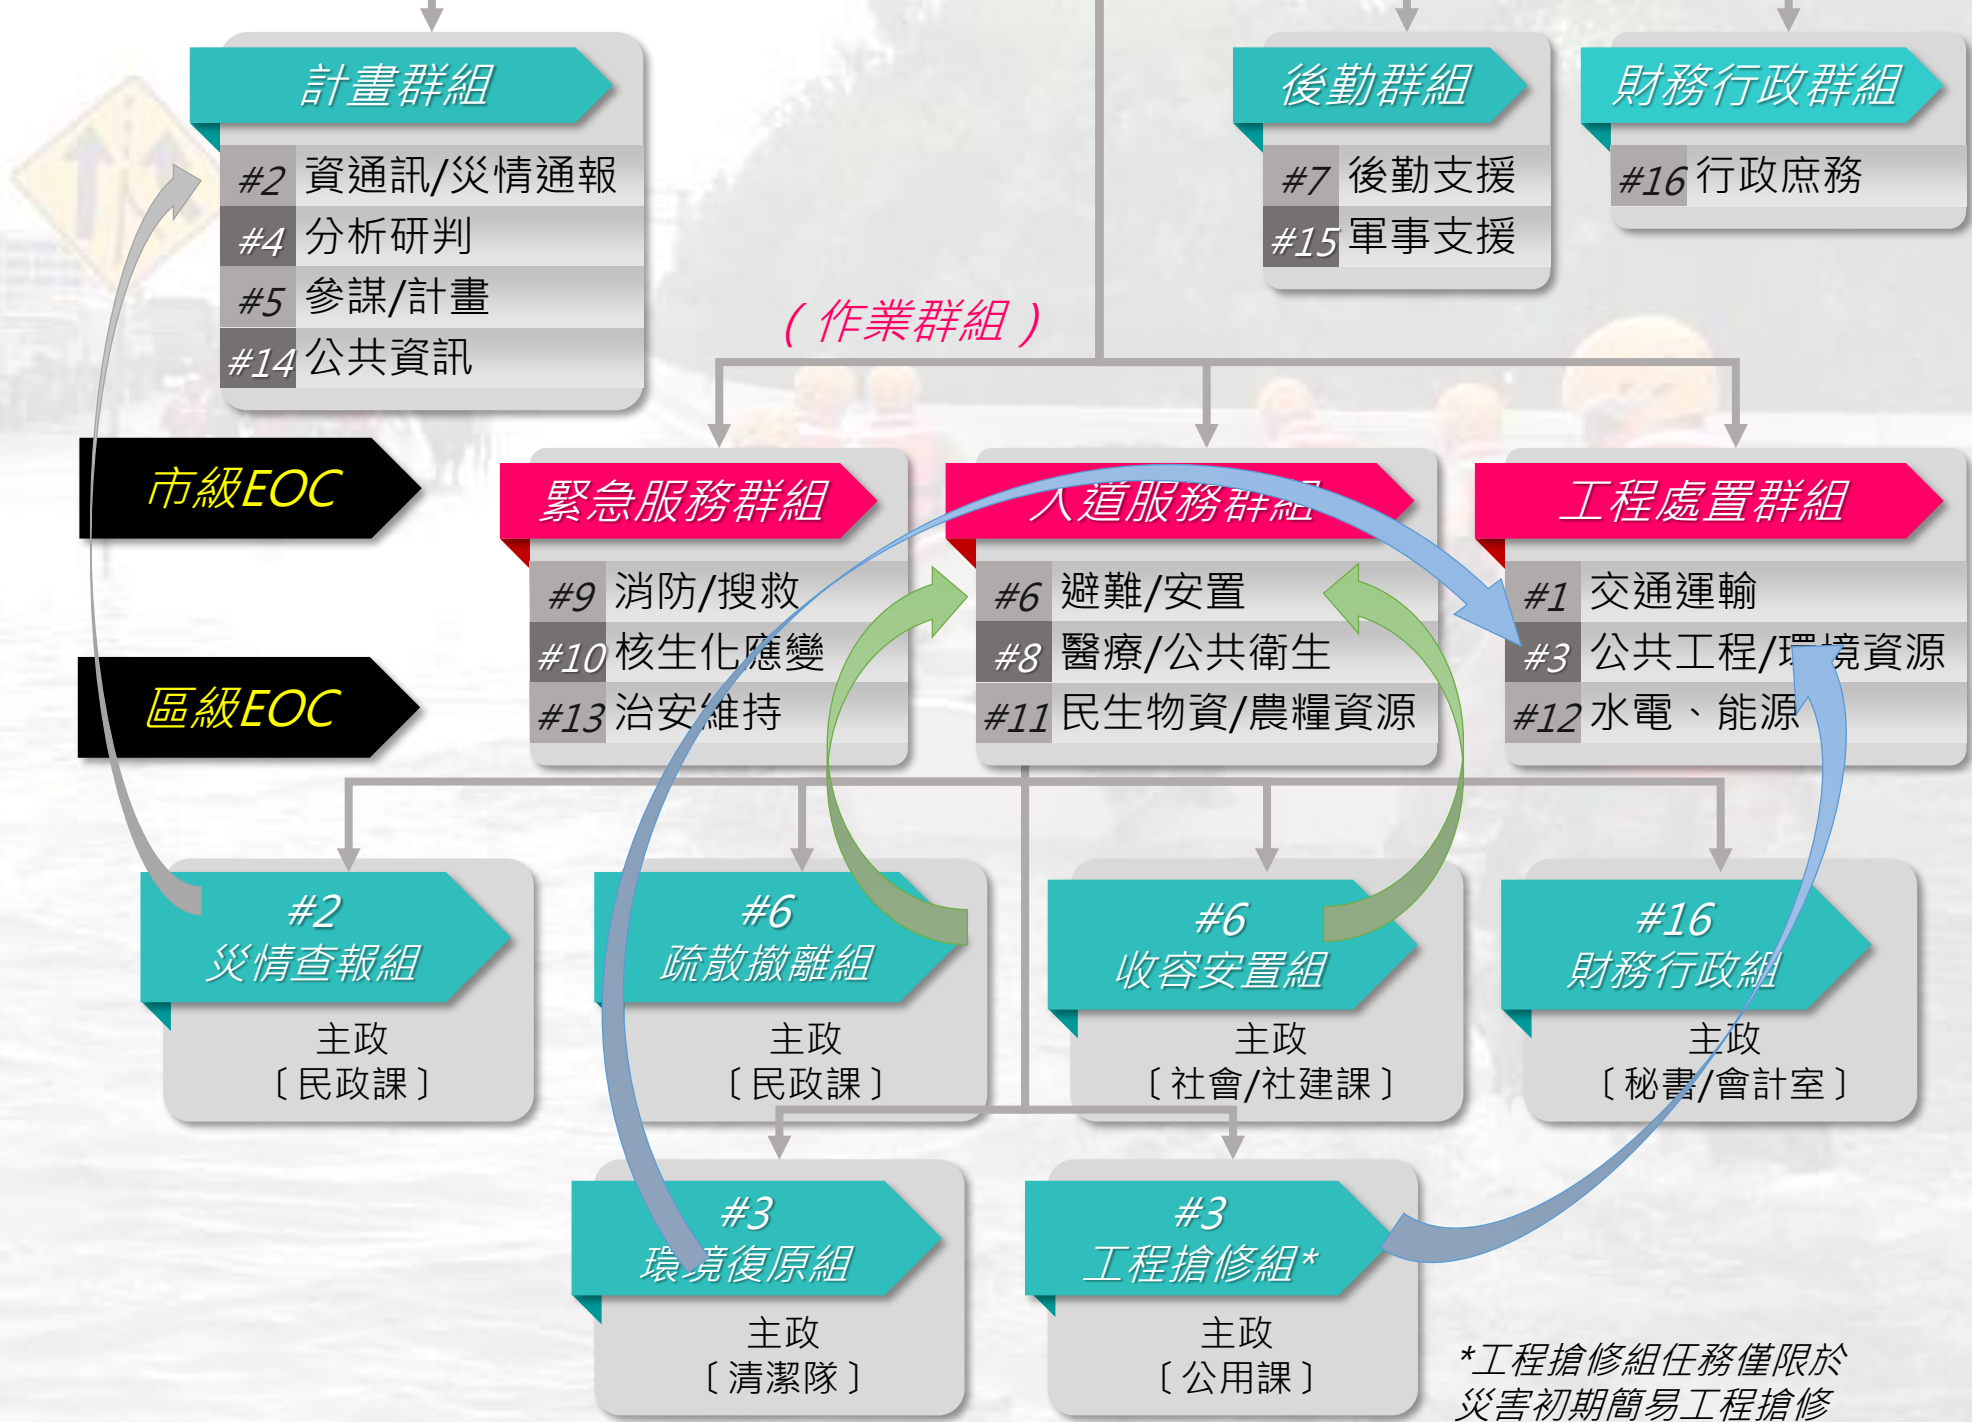 計畫群組
#2 資通訊/災情通報
#4 分析研判
#5 參謀/計畫
#14 公共資訊
後勤群組
#7 後勤支援
#15 軍事支援
財務行政群組
#16 行政庶務
(作業群組)
市級EOC
區級EOC
緊急服務群組
#9 消防/搜救
#10 核生化應變
#13 治安維持
人道服務群組
#6 避難/安置
#8 醫療/公共衛生
#11 民生物資/農糧資源
工程處置群組
#1 交通運輸
#3 公共工程/環境資源
#12 水電、能源
#2
災情查報組
主政
〔民政課〕
#6
疏散撤離組
主政
〔民政課〕
#6
收容安置組
主政
〔社會/社建課〕
#16
財務行政組
主政
〔秘書/會計室〕
#3
環境復原組
主政
〔清潔隊〕
#3
工程搶修組*
主政
〔公用課〕
*工程搶修組任務僅限於
災害初期簡易工程搶修